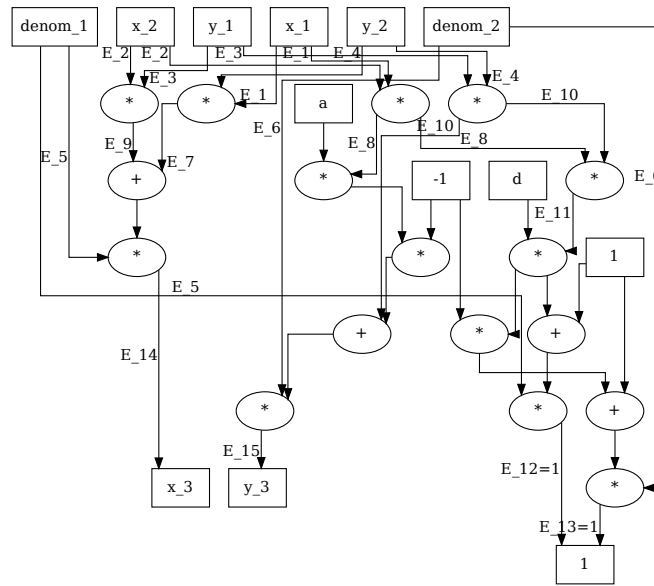 denom_1 x_2 y_1 x_1 y_2 denom_2
E_2 E_2 E_3 E_1 E_4
E_3 E_4
* * E_1 a * * E_10
E_6 E_10
E_5 E_9 E_7 E_8 E_8
+ * -1 d * E_
E_11
* * * 1
E_5
+ * +
E_14
* * +
E_15 E_12=1
x_3 y_3 *
E_13=1
1